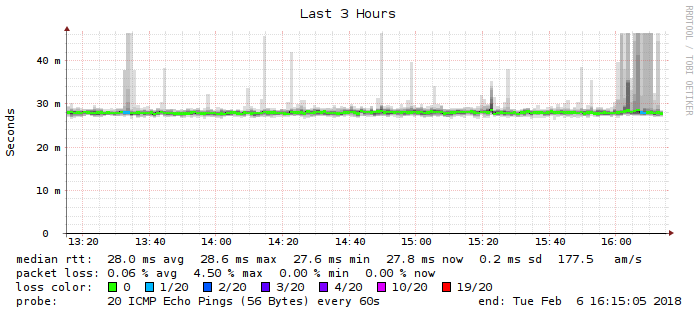 Last 3 Hours
RRDTOOL / TOBI OETIKER
Seconds
40 m
30 m
20 m
10 m
0
13:20 13:40 14:00 14:20 14:40 15:00 15:20 15:40 16:00
median rtt: 28.0 ms avg 28.6 ms max 27.6 ms min 27.8 ms now 0.2 ms sd 177.5 am/s
packet loss: 0.06 % avg 4.50 % max 0.00 % min 0.00 % now
loss color: 0 1/20 2/20 3/20 4/20 10/20 19/20
probe: 20 ICMP Echo Pings (56 Bytes) every 60s end: Tue Feb 6 16:15:05 2018